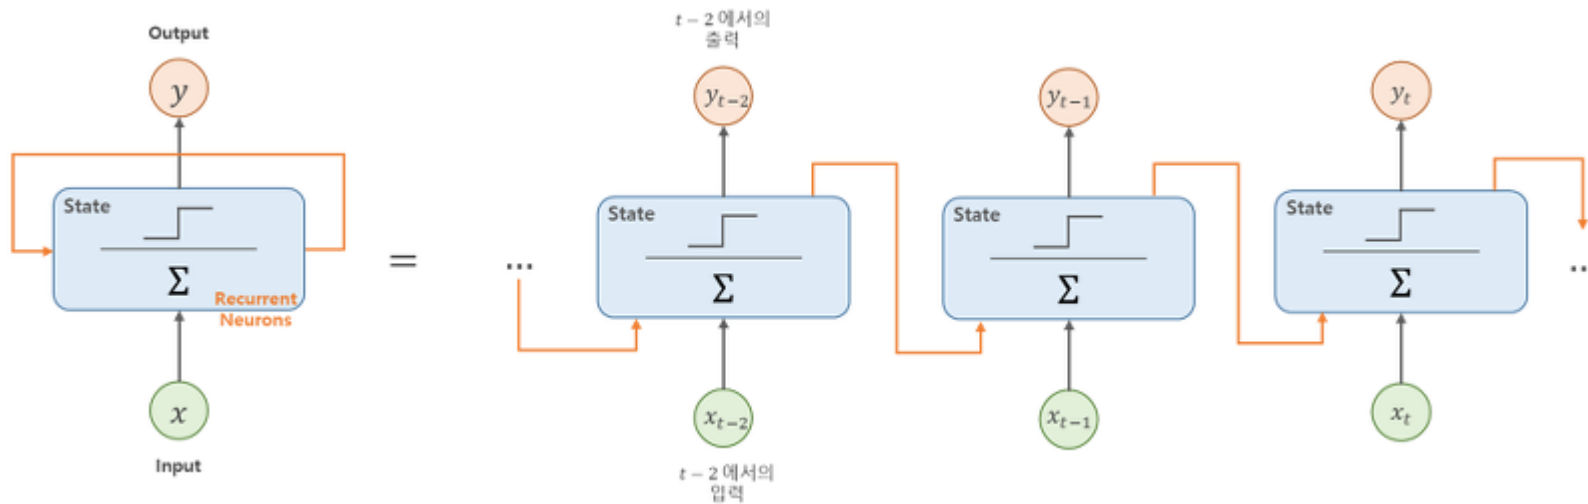 Output
y
State
Σ
Recurrent
Neurons
x
Input
=
...
t − 2 에서의
출력
y_{t−2}
State
Σ
x_{t−2}
t − 2 에서의
입력
y_{t−1}
State
Σ
x_{t−1}
y_t
State
Σ
x_t
..